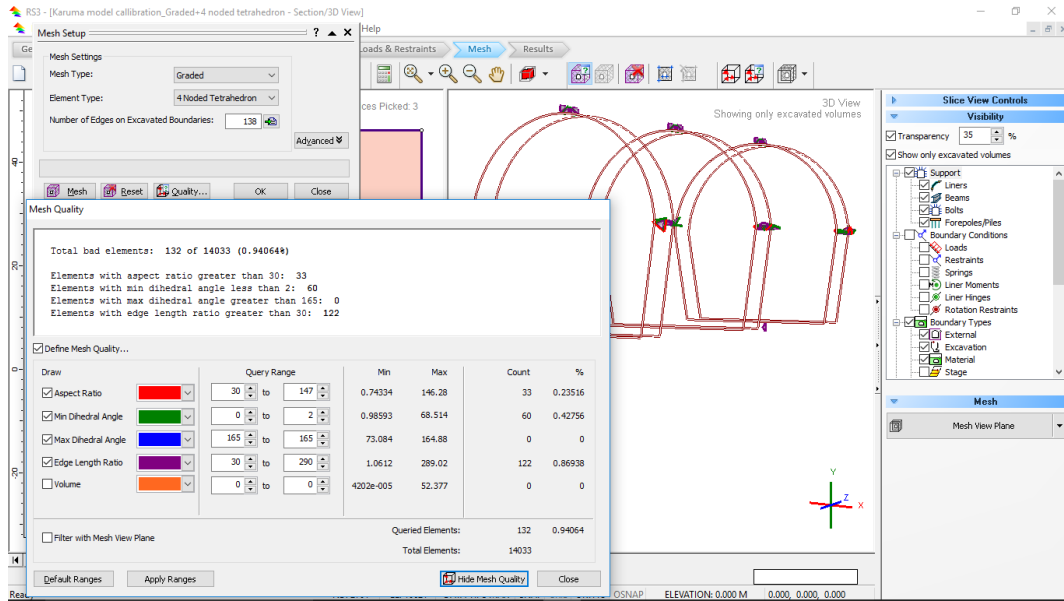 RS3 - [Karuma model callibration_Graded+4 noded tetrahedron - Section/3D View]
Mesh Setup
? 
Help
Mesh Settings
Loads & Restraints
Mesh
Results
Mesh Type:
Graded
Element Type:
4 Noded Tetrahedron
Number of Edges on Excavated Boundaries:
138
Advanced
Mesh
Reset
Quality...
OK
Close
ces Picked: 3
3D View
Showing only excavated volumes
40
20
0
-20
Mesh Quality
Total bad elements: 132 of 14033 (0.94064%)
Elements with aspect ratio greater than 30: 33
Elements with min dihedral angle less than 2: 60
Elements with max dihedral angle greater than 165: 0
Elements with edge length ratio greater than 30: 122
Define Mesh Quality...
Draw Query Range Min Max Count %
Aspect Ratio 30 to 147 0.74334 146.28 33 0.23516
Min Dihedral Angle 0 to 2 0.98593 68.514 60 0.42756
Max Dihedral Angle 165 to 165 73.084 164.88 0 0
Edge Length Ratio 30 to 290 1.0612 289.02 122 0.86938
Volume 0 to 0 4202e-005 52.377 0 0
Filter with Mesh View Plane
Queried Elements: 132 0.94064
Total Elements: 14033
Default Ranges
Apply Ranges
Hide Mesh Quality
Close
Y
Z
X
Slice View Controls
Visibility
Transparency 35 %
Show only excavated volumes
Support
Liners
Beams
Bolts
Forepoles/Piles
Boundary Conditions
Loads
Restraints
Springs
Liner Moments
Liner Hinges
Rotation Restraints
Boundary Types
External
Excavation
Material
Stage
Mesh
Mesh View Plane
OSNAP
ELEVATION: 0.000 M
0.000, 0.000, 0.000